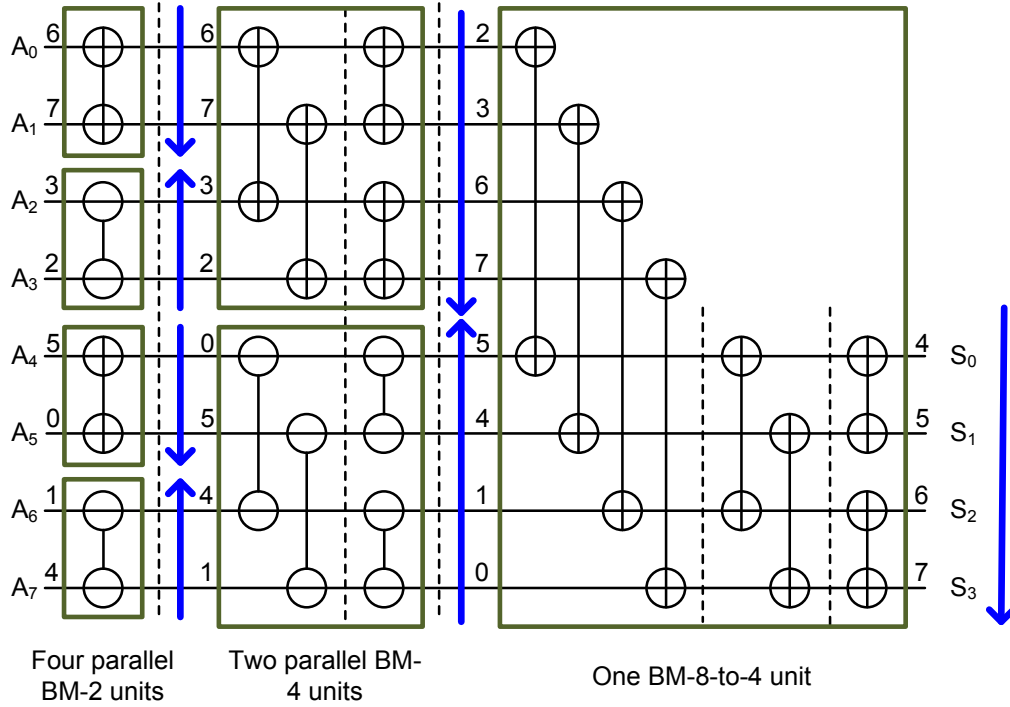 A0 6 6 2
A1 7 7 3
A2 3 3 6
A3 2 2 7
A4 5 0 5 4 S0
A5 0 5 4 5 S1
A6 1 4 1 6 S2
A7 4 1 0 7 S3
Four parallel
BM-2 units
Two parallel BM-
4 units
One BM-8-to-4 unit